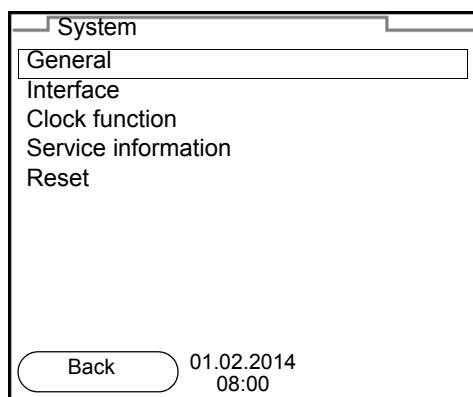 System
General
Interface
Clock function
Service information
Reset
Back
01.02.2014
08:00